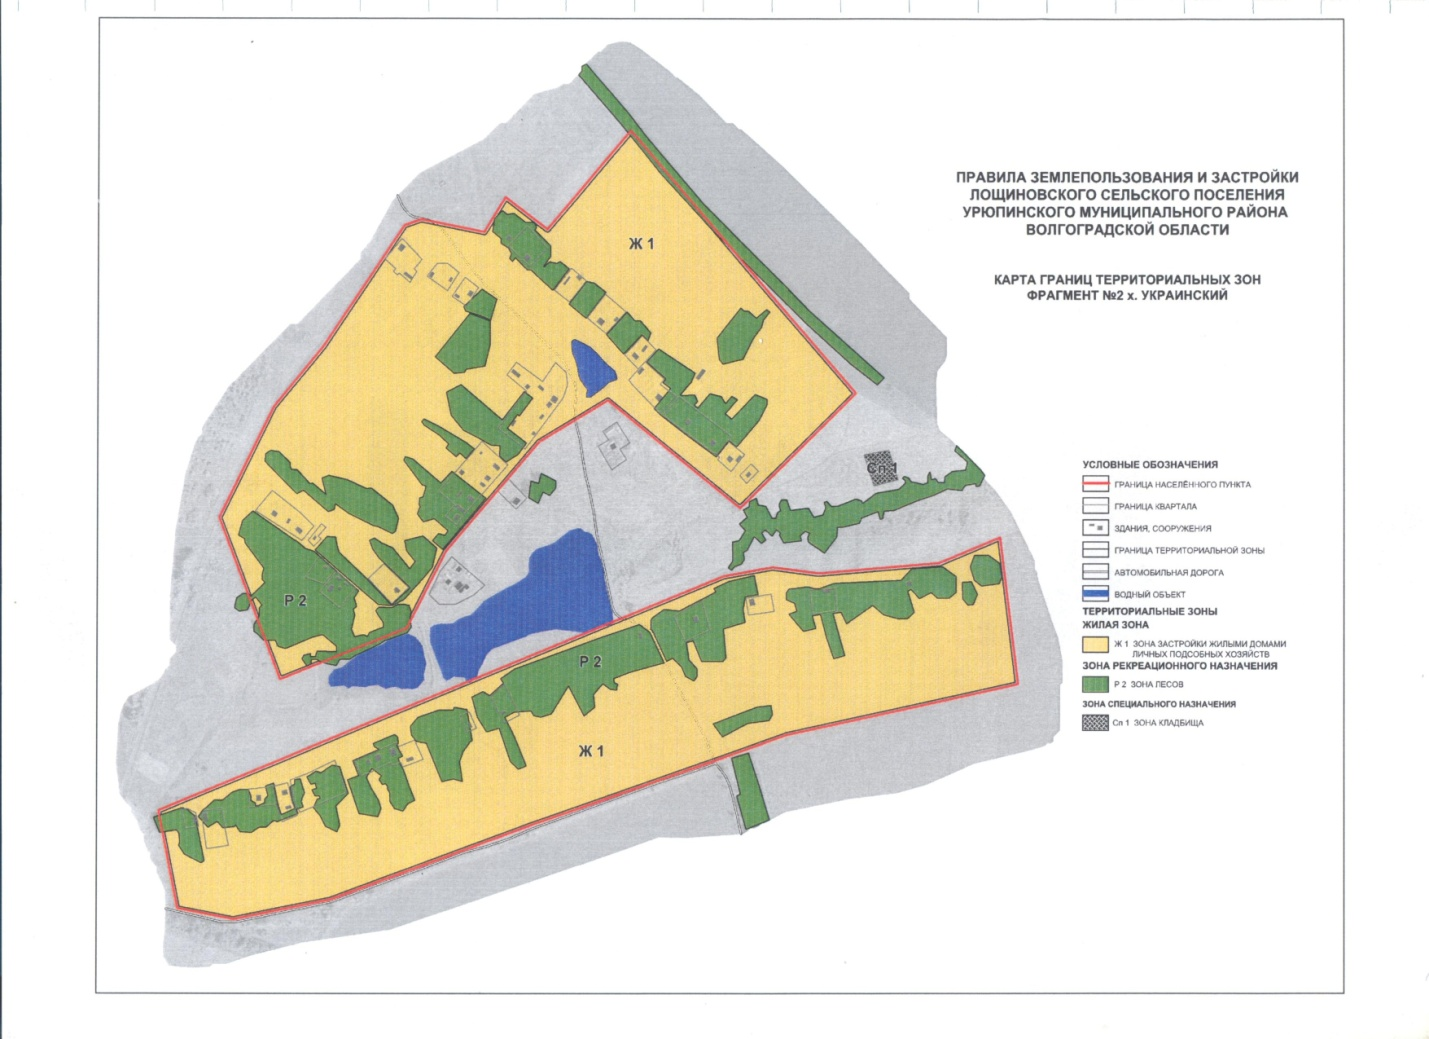 ПРАВИЛА ЗЕМЛЕПОЛЬЗОВАНИЯ И ЗАСТРОЙКИ
ЛОЩИНОВСКОГО СЕЛЬСКОГО ПОСЕЛЕНИЯ
УРЮПИНСКОГО МУНИЦИПАЛЬНОГО РАЙОНА
ВОЛГОГРАДСКОЙ ОБЛАСТИ
КАРТА ГРАНИЦ ТЕРРИТОРИАЛЬНЫХ ЗОН
ФРАГМЕНТ №2 х. УКРАИНСКИЙ
Ж 1
Сп 1
Р 2
Р 2
Ж 1
УСЛОВНЫЕ ОБОЗНАЧЕНИЯ
ГРАНИЦА НАСЕЛЁННОГО ПУНКТА
ГРАНИЦА КВАРТАЛА
ЗДАНИЯ, СООРУЖЕНИЯ
ГРАНИЦА ТЕРРИТОРИАЛЬНОЙ ЗОНЫ
АВТОМОБИЛЬНАЯ ДОРОГА
ВОДНЫЙ ОБЪЕКТ
ТЕРРИТОРИАЛЬНЫЕ ЗОНЫ
ЖИЛАЯ ЗОНА
Ж 1 ЗОНА ЗАСТРОЙКИ ЖИЛЫМИ ДОМАМИ
ЛИЧНЫХ ПОДСОБНЫХ ХОЗЯЙСТВ
ЗОНА РЕКРЕАЦИОННОГО НАЗНАЧЕНИЯ
Р 2 ЗОНА ЛЕСОВ
ЗОНА СПЕЦИАЛЬНОГО НАЗНАЧЕНИЯ
Сп 1 ЗОНА КЛАДБИЩА